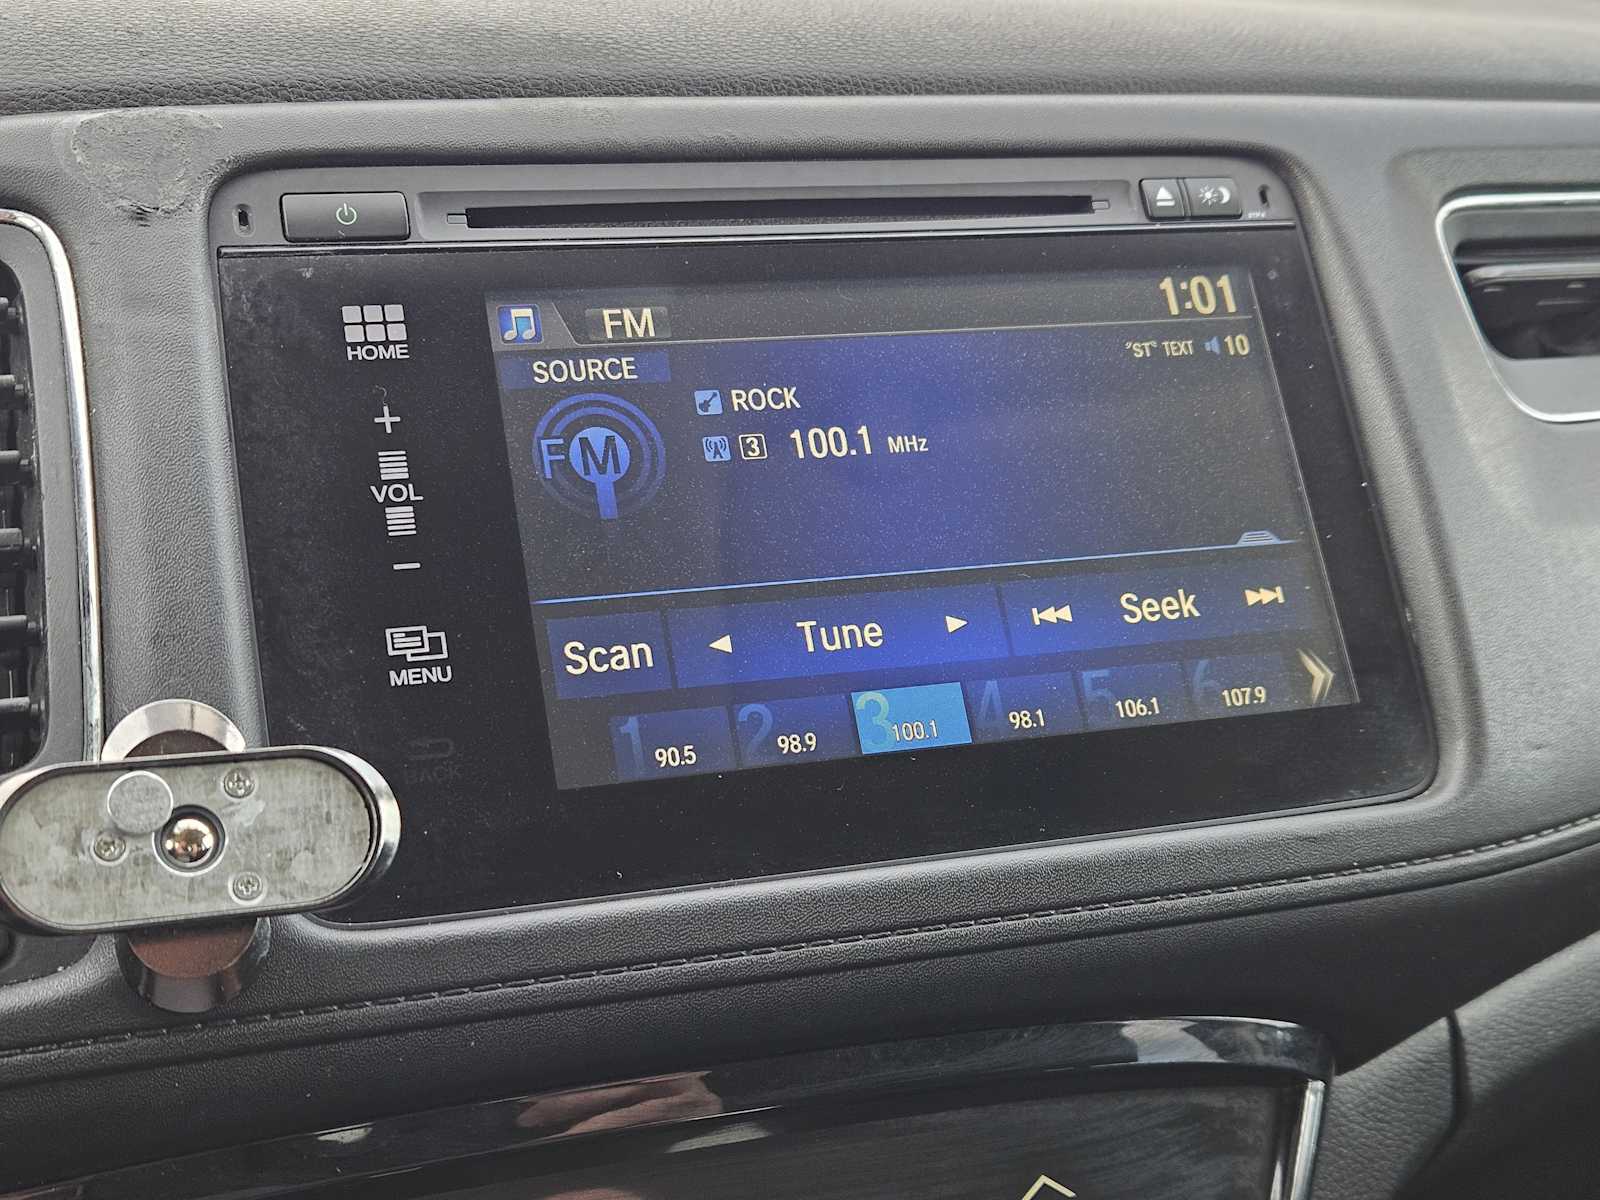 HOME
+
VOL
−
MENU
BACK
FM
1:01
SOURCE
"ST" TEXT 10
FM
ROCK
3 100.1 MHz
Scan Tune Seek
1 90.5 2 98.9 3 100.1 4 98.1 5 106.1 6 107.9